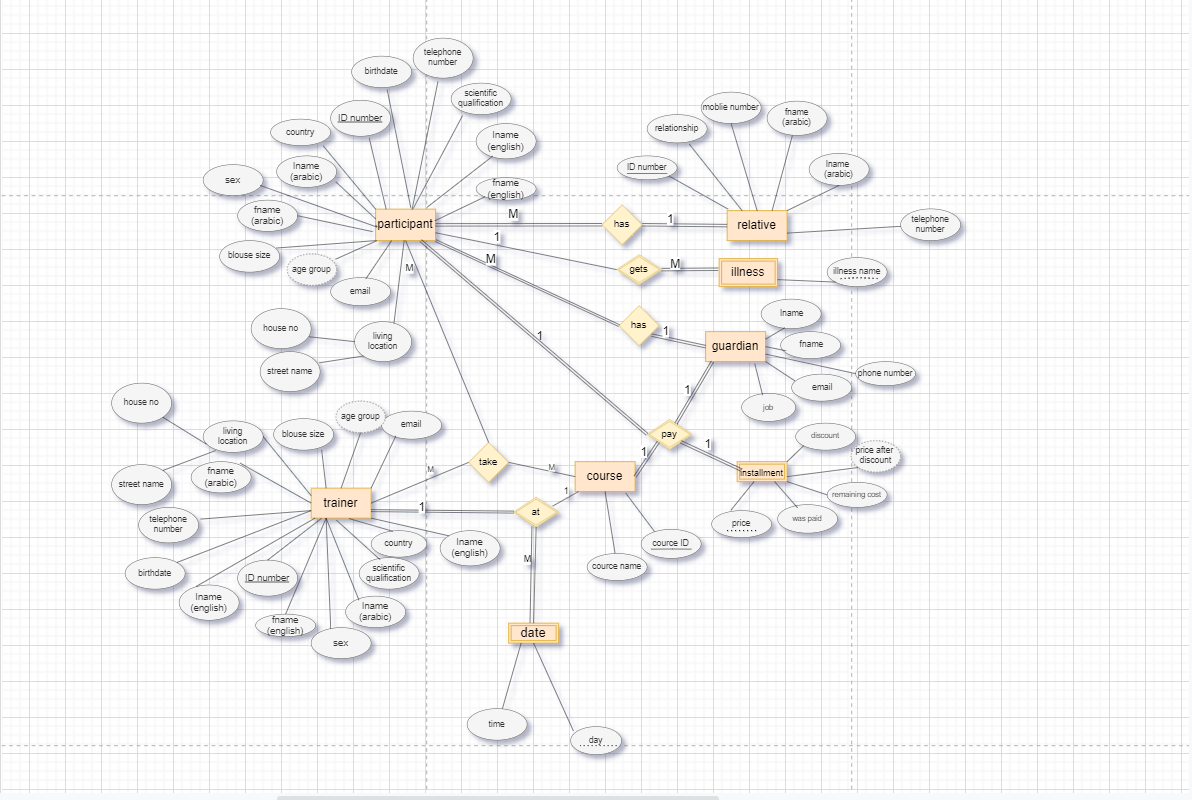 telephone
number
birthdate
scientific
qualification
ID number
country
lname
(english)
lname
(arabic)
sex
fname
(english)
fname
(arabic)
participant
blouse size
age group
email
living
location
house no
street name
M
has
1
relative
ID number
relationship
moblie number
fname
(arabic)
lname
(arabic)
telephone
number
1
gets
M
illness
illness name
M
has
1
guardian
lname
fname
phone number
email
job
M
1
1
pay
1
1
Installment
discount
price after
discount
remaining cost
was paid
price
course
cource ID
cource name
take
M
M
1
at
1
M
date
time
day
trainer
house no
living
location
blouse size
age group
email
street name
fname
(arabic)
telephone
number
birthdate
lname
(english)
ID number
fname
(english)
sex
lname
(arabic)
scientific
qualification
country
lname
(english)